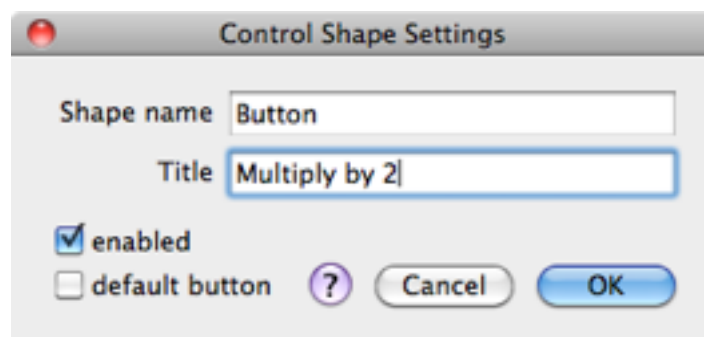 Control Shape Settings
Shape name Button
Title Multiply by 2
enabled
default button ? Cancel OK